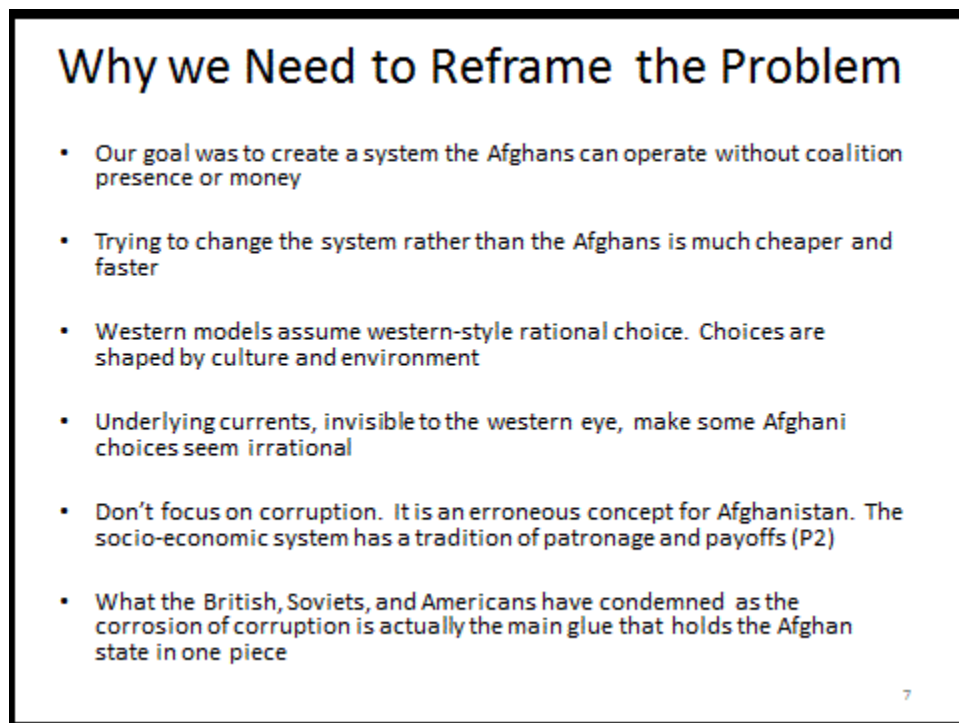 Why we Need to Reframe the Problem
• Our goal was to create a system the Afghans can operate without coalition
presence or money
• Trying to change the system rather than the Afghans is much cheaper and
faster
• Western models assume western-style rational choice. Choices are
shaped by culture and environment
• Underlying currents, invisible to the western eye, make some Afghani
choices seem irrational
• Don't focus on corruption. It is an erroneous concept for Afghanistan. The
socio-economic system has a tradition of patronage and payoffs (P2)
• What the British, Soviets, and Americans have condemned as the
corrosion of corruption is actually the main glue that holds the Afghan
state in one piece
7